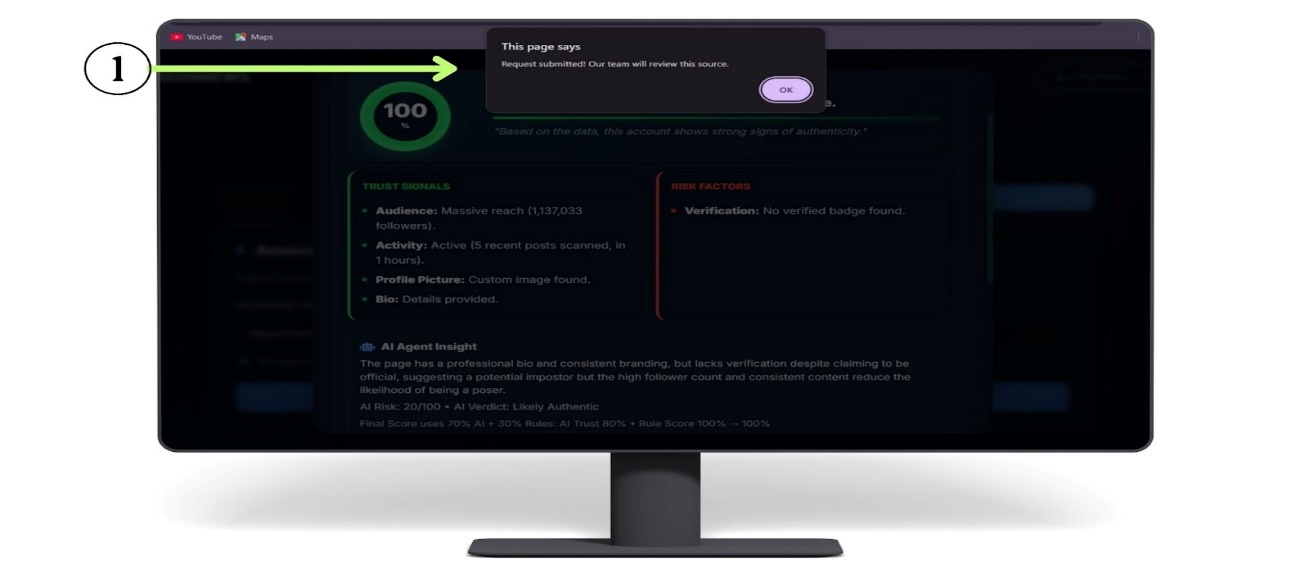 YouTube Maps
1
This page says
Request submitted! Our team will review this source.
OK
100
%
e.
"Based on the data, this account shows strong signs of authenticity."
TRUST SIGNALS
Audience: Massive reach (1,137,033
followers).
Activity: Active (5 recent posts scanned, in
1 hours).
Profile Picture: Custom image found.
Bio: Details provided.
RISK FACTORS
Verification: No verified badge found.
AI Agent Insight
The page has a professional bio and consistent branding, but lacks verification despite claiming to be
official, suggesting a potential impostor but the high follower count and consistent content reduce the
likelihood of being a poser.
AI Risk: 20/100 • AI Verdict: Likely Authentic
Final Score uses 70% AI + 30% Rules: AI Trust 80% • Rule Score 100% → 100%